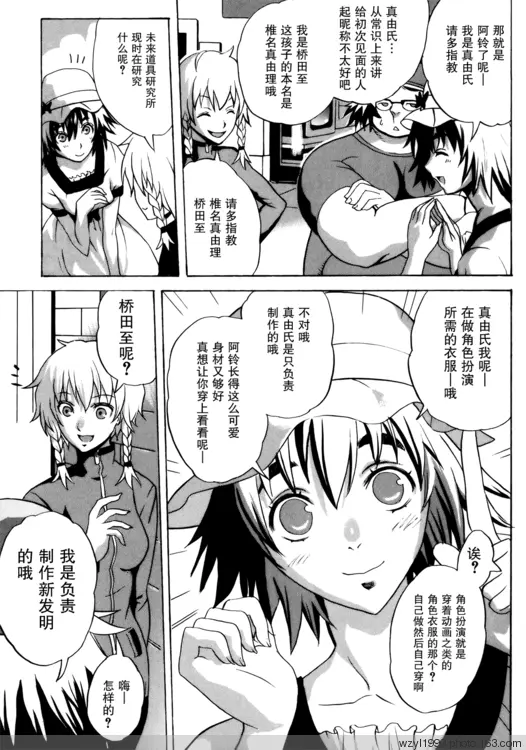 那就是
阿铃了呢—
我是真由氏
请多指教
真由氏…
从常识上来讲
给初次见面的人
起昵称不太好吧
我是桥田至
这孩子的本名是
椎名真由理哦
请多指教
椎名真由理
桥田至
未来道具研究所
现时在研究
什么呢?
真由氏我呢—
在做角色扮演
所需的衣服—哦
诶?
角色扮演就是
穿着动画之类的
角色衣服的那个?
自己做然后自己穿啊
不对哦
真由氏是只负责
制作的哦
阿铃长得这么可爱
身材又够好
真想让你穿上看看呢—
桥田至呢?
我是负责
制作新发明
的哦
嗨—
怎样的?